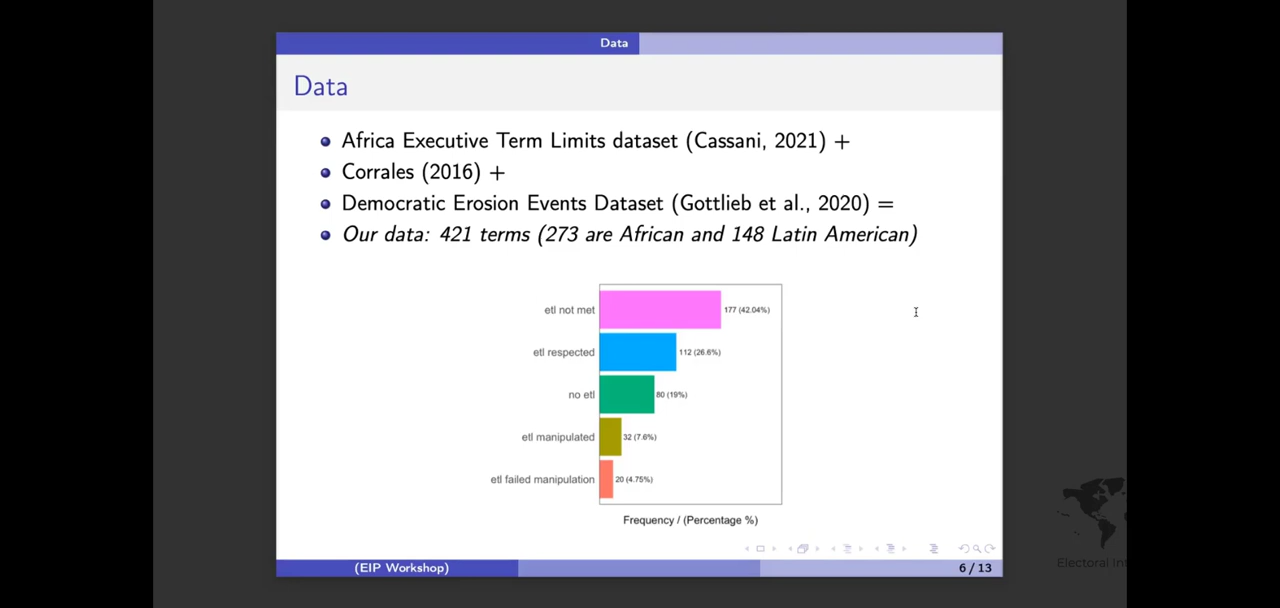 Data
Data
Africa Executive Term Limits dataset (Cassani, 2021) +
Corrales (2016) +
Democratic Erosion Events Dataset (Gottlieb et al., 2020) =
Our data: 421 terms (273 are African and 148 Latin American)
etl not met 177 (42.04%)
etl respected 112 (26.6%)
no etl 80 (19%)
etl manipulated 32 (7.6%)
etl failed manipulation 20 (4.75%)
Frequency / (Percentage %)
(EIP Workshop) 6 / 13
Electoral